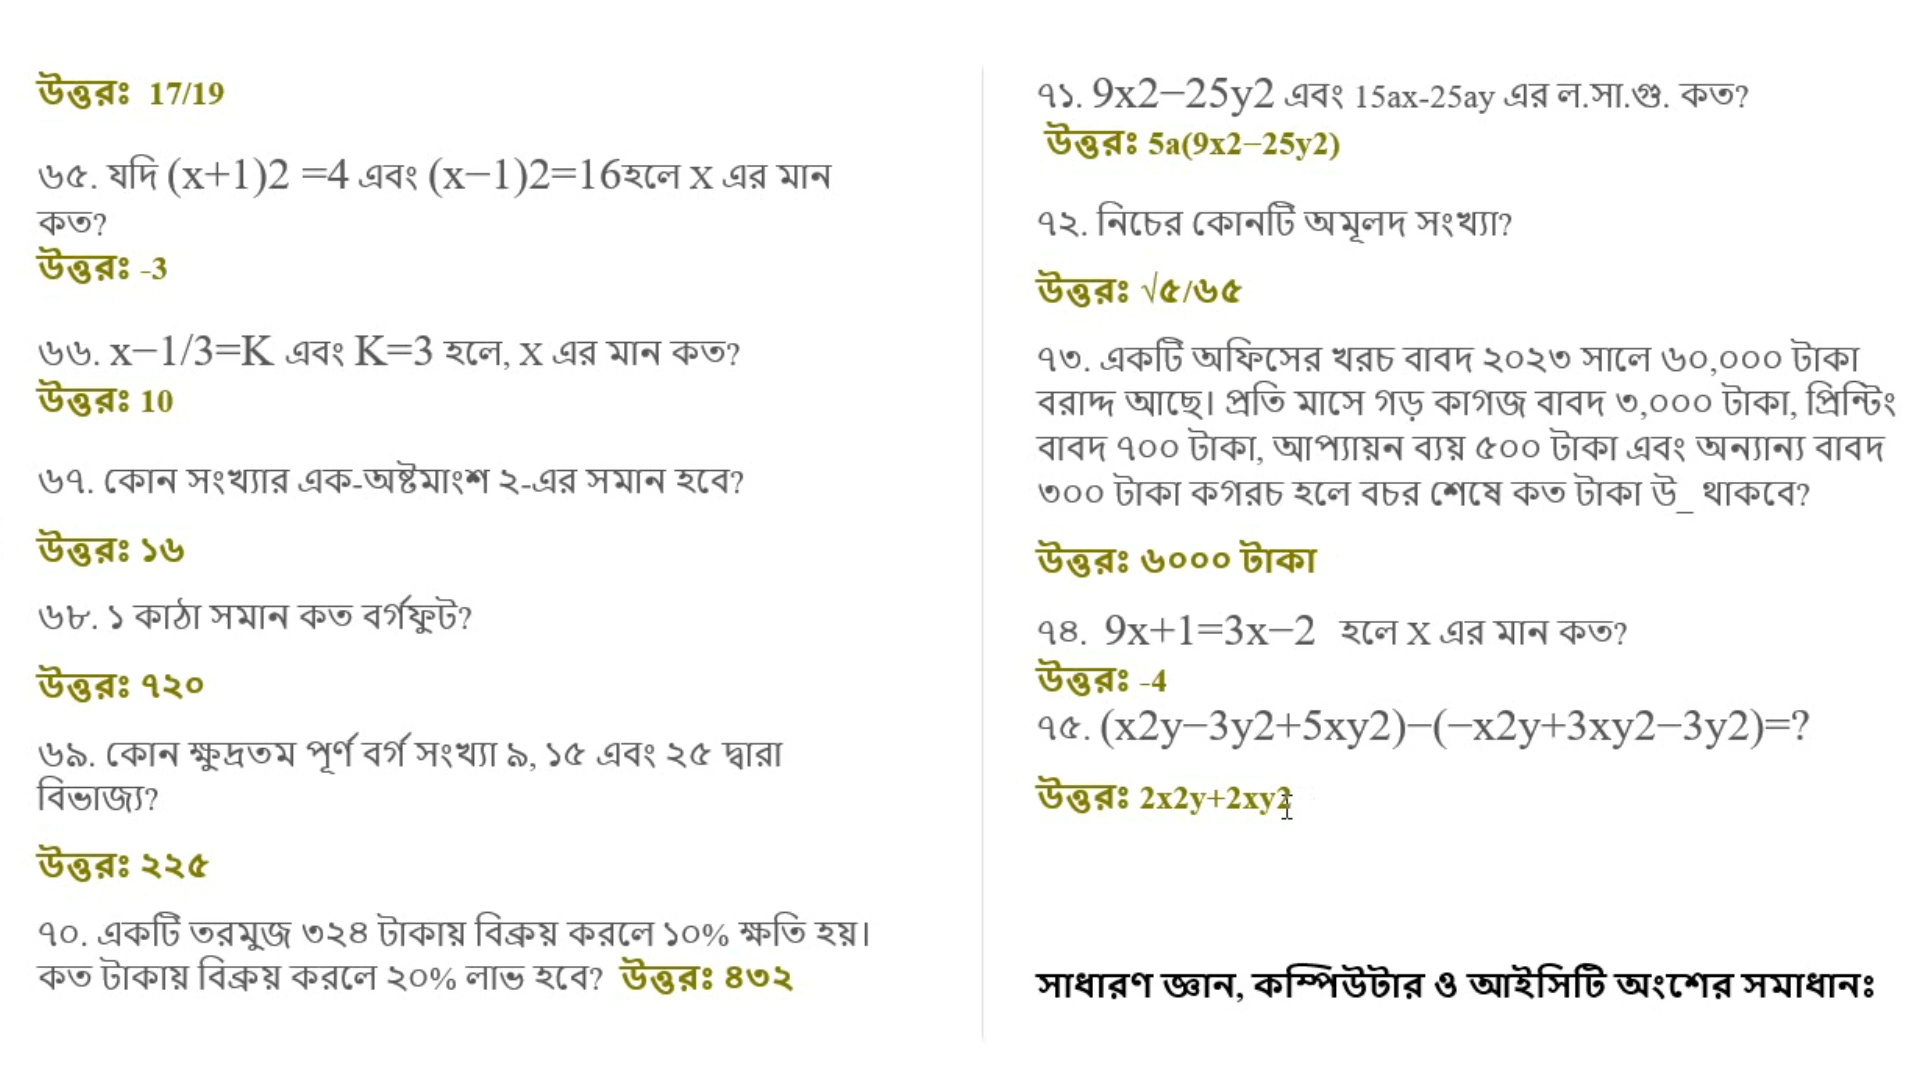 উত্তরঃ 17/19
৬৫. যদি (x+1)2 =4 এবং (x−1)2=16হলে x এর মান
কত?
উত্তরঃ -3
৬৬. x−1/3=K এবং K=3 হলে, x এর মান কত?
উত্তরঃ 10
৬৭. কোন সংখ্যার এক-অষ্টমাংশ ২-এর সমান হবে?
উত্তরঃ ১৬
৬৮. ১ কাঠা সমান কত বর্গফুট?
উত্তরঃ ৭২০
৬৯. কোন ক্ষুদ্রতম পূর্ণ বর্গ সংখ্যা ৯, ১৫ এবং ২৫ দ্বারা
বিভাজ্য?
উত্তরঃ ২২৫
৭০. একটি তরমুজ ৩২৪ টাকায় বিক্রয় করলে ১০% ক্ষতি হয়।
কত টাকায় বিক্রয় করলে ২০% লাভ হবে? উত্তরঃ ৪৩২
৭১. 9x2−25y2 এবং 15ax-25ay এর ল.সা.গু. কত?
উত্তরঃ 5a(9x2−25y2)
৭২. নিচের কোনটি অমূলদ সংখ্যা?
উত্তরঃ √৫/৬৫
৭৩. একটি অফিসের খরচ বাবদ ২০২৩ সালে ৬০,০০০ টাকা
বরাদ্দ আছে। প্রতি মাসে গড় কাগজ বাবদ ৩,০০০ টাকা, প্রিন্টিং
বাবদ ৭০০ টাকা, আপ্যায়ন ব্যয় ৫০০ টাকা এবং অন্যান্য বাবদ
৩০০ টাকা কগরচ হলে বচর শেষে কত টাকা উ_ থাকবে?
উত্তরঃ ৬০০০ টাকা
৭৪. 9x+1=3x−2 হলে x এর মান কত?
উত্তরঃ -4
৭৫. (x2y−3y2+5xy2)−(−x2y+3xy2−3y2)=?
উত্তরঃ 2x2y+2xy2
সাধারণ জ্ঞান, কম্পিউটার ও আইসিটি অংশের সমাধানঃ